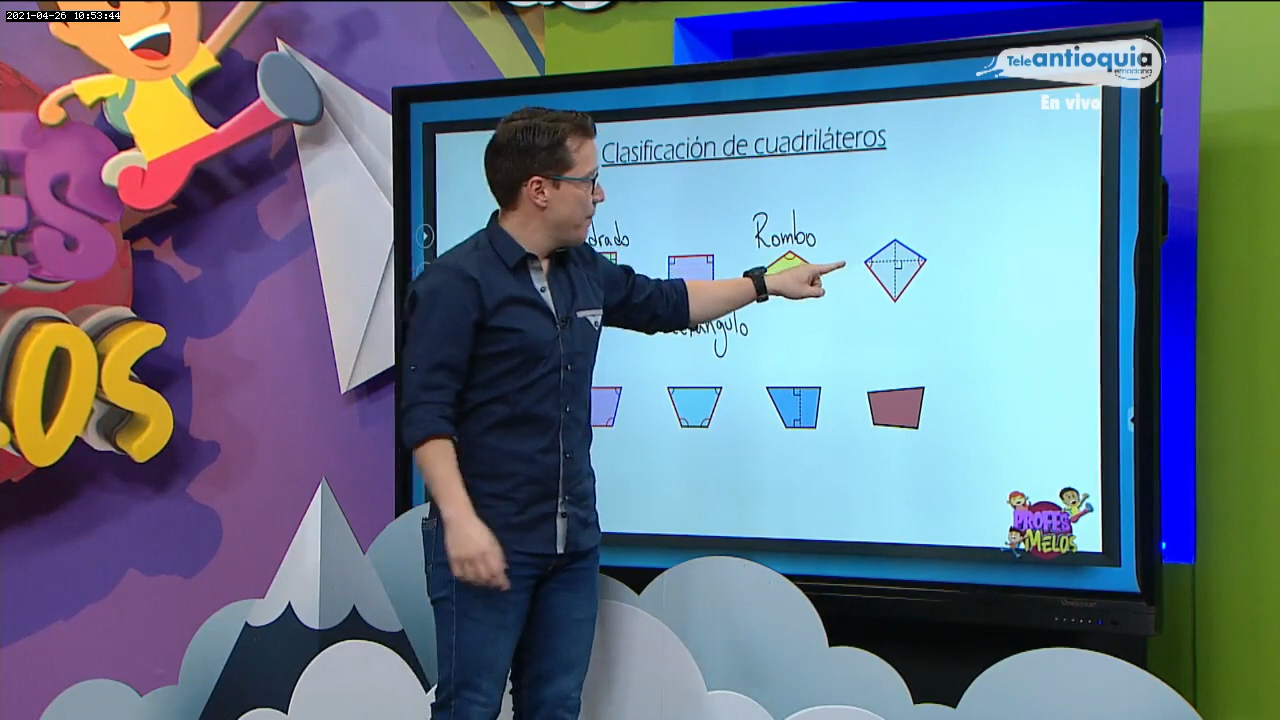 2021-04-26 10:53:44
Teleantioquia
En vivo
Clasificación de cuadriláteros
Rombo
PROFES
MELOS